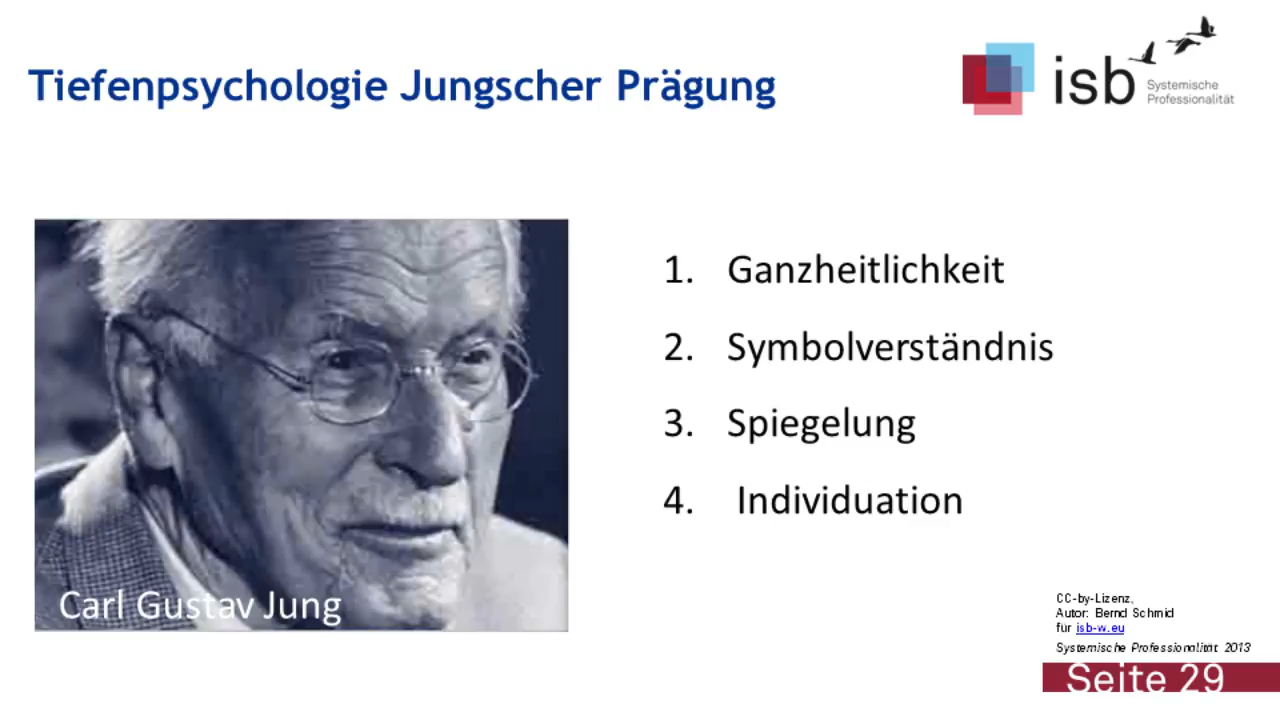 Tiefenpsychologie Jungscher Prägung
isb
Systemische
Professionalität
1. Ganzheitlichkeit
2. Symbolverständnis
3. Spiegelung
4. Individuation
Carl Gustav Jung
CC-by-Lizenz,
Autor: Bernd Schmid
für isb-w.eu
Systemische Professionalität 2013
Seite 29